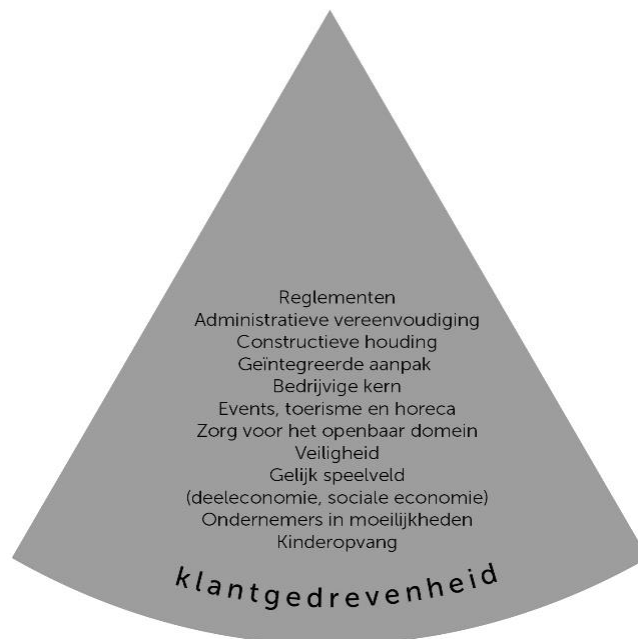 Reglementen
Administratieve vereenvoudiging
Constructieve houding
Geïntegreerde aanpak
Bedrijvige kern
Events, toerisme en horeca
Zorg voor het openbaar domein
Veiligheid
Gelijk speelveld
(deeleconomie, sociale economie)
Ondernemers in moeilijkheden
Kinderopvang
klantgedrevenheid